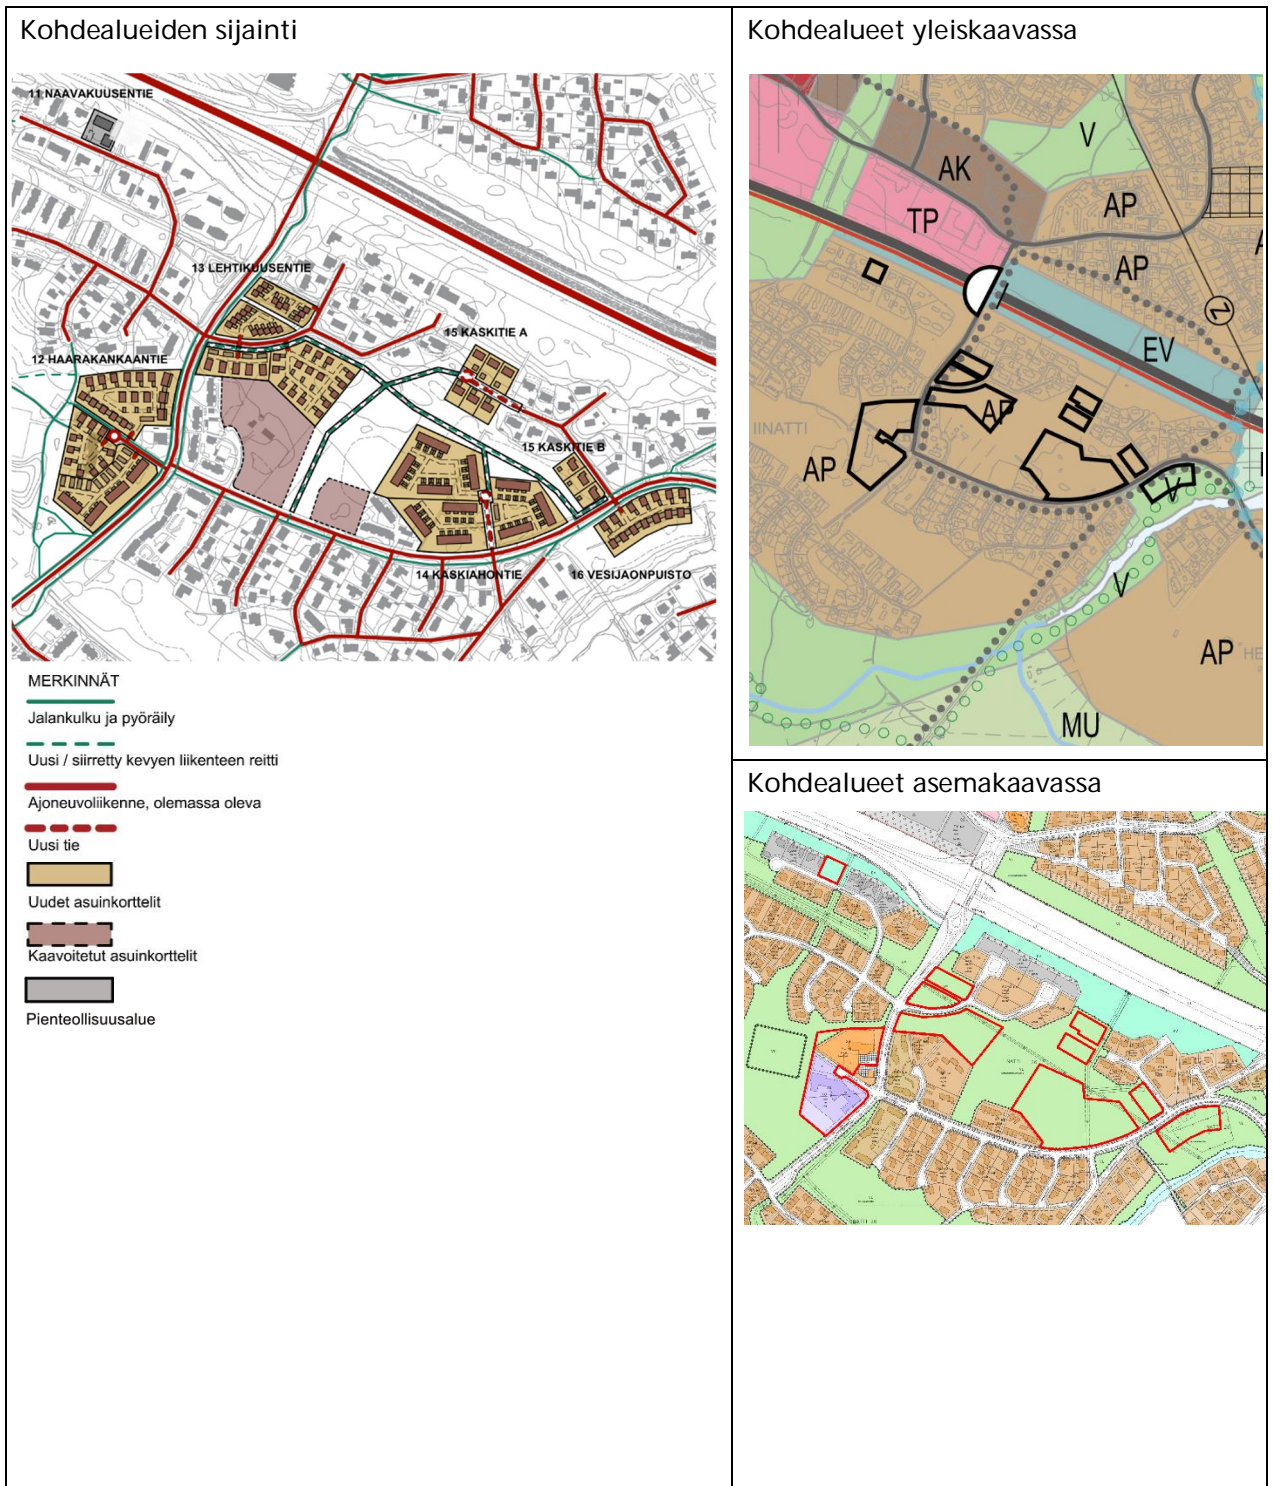 Kohdealueiden sijainti
11 NAAVAKUUSENTIE
13 LEHTIKUUSENTIE
15 KASKITIE A
12 HAARAKANKAANTIE
15 KASKITIE B
14 KASKIAHONTIE
16 VESIJAONPUISTO
MERKINNÄT
Jalankulku ja pyöräily
Uusi / siirretty kevyen liikenteen reitti
Ajoneuvoliikenne, olemassa oleva
Uusi tie
Uudet asuinkorttelit
Kaavoitetut asuinkorttelit
Pienteollisuusalue
Kohdealueet yleiskaavassa
V
AK
AP
TP
AP
Z
EV
AP
IINATTI
AP
V
V
AP
HE
MU
Kohdealueet asemakaavassa